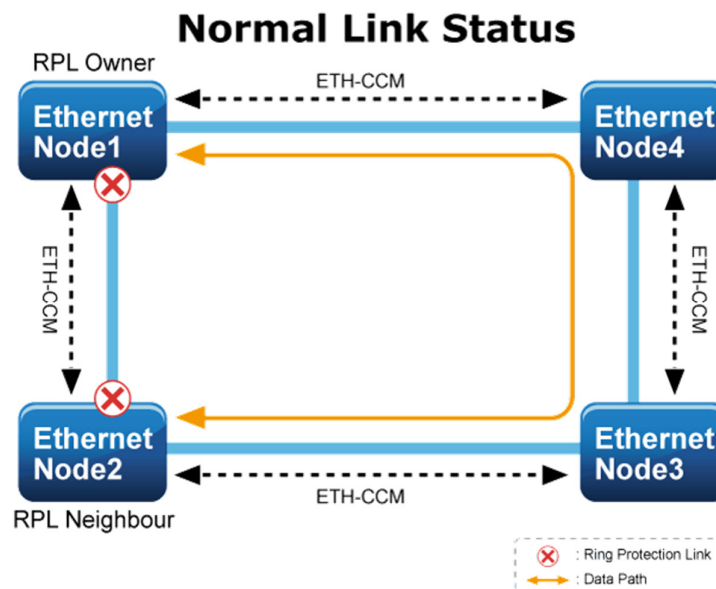 Normal Link Status
RPL Owner
ETH-CCM
Ethernet
Node1
Ethernet
Node4
ETH-CCM
ETH-CCM
Ethernet
Node2
Ethernet
Node3
RPL Neighbour
ETH-CCM
: Ring Protection Link
: Data Path